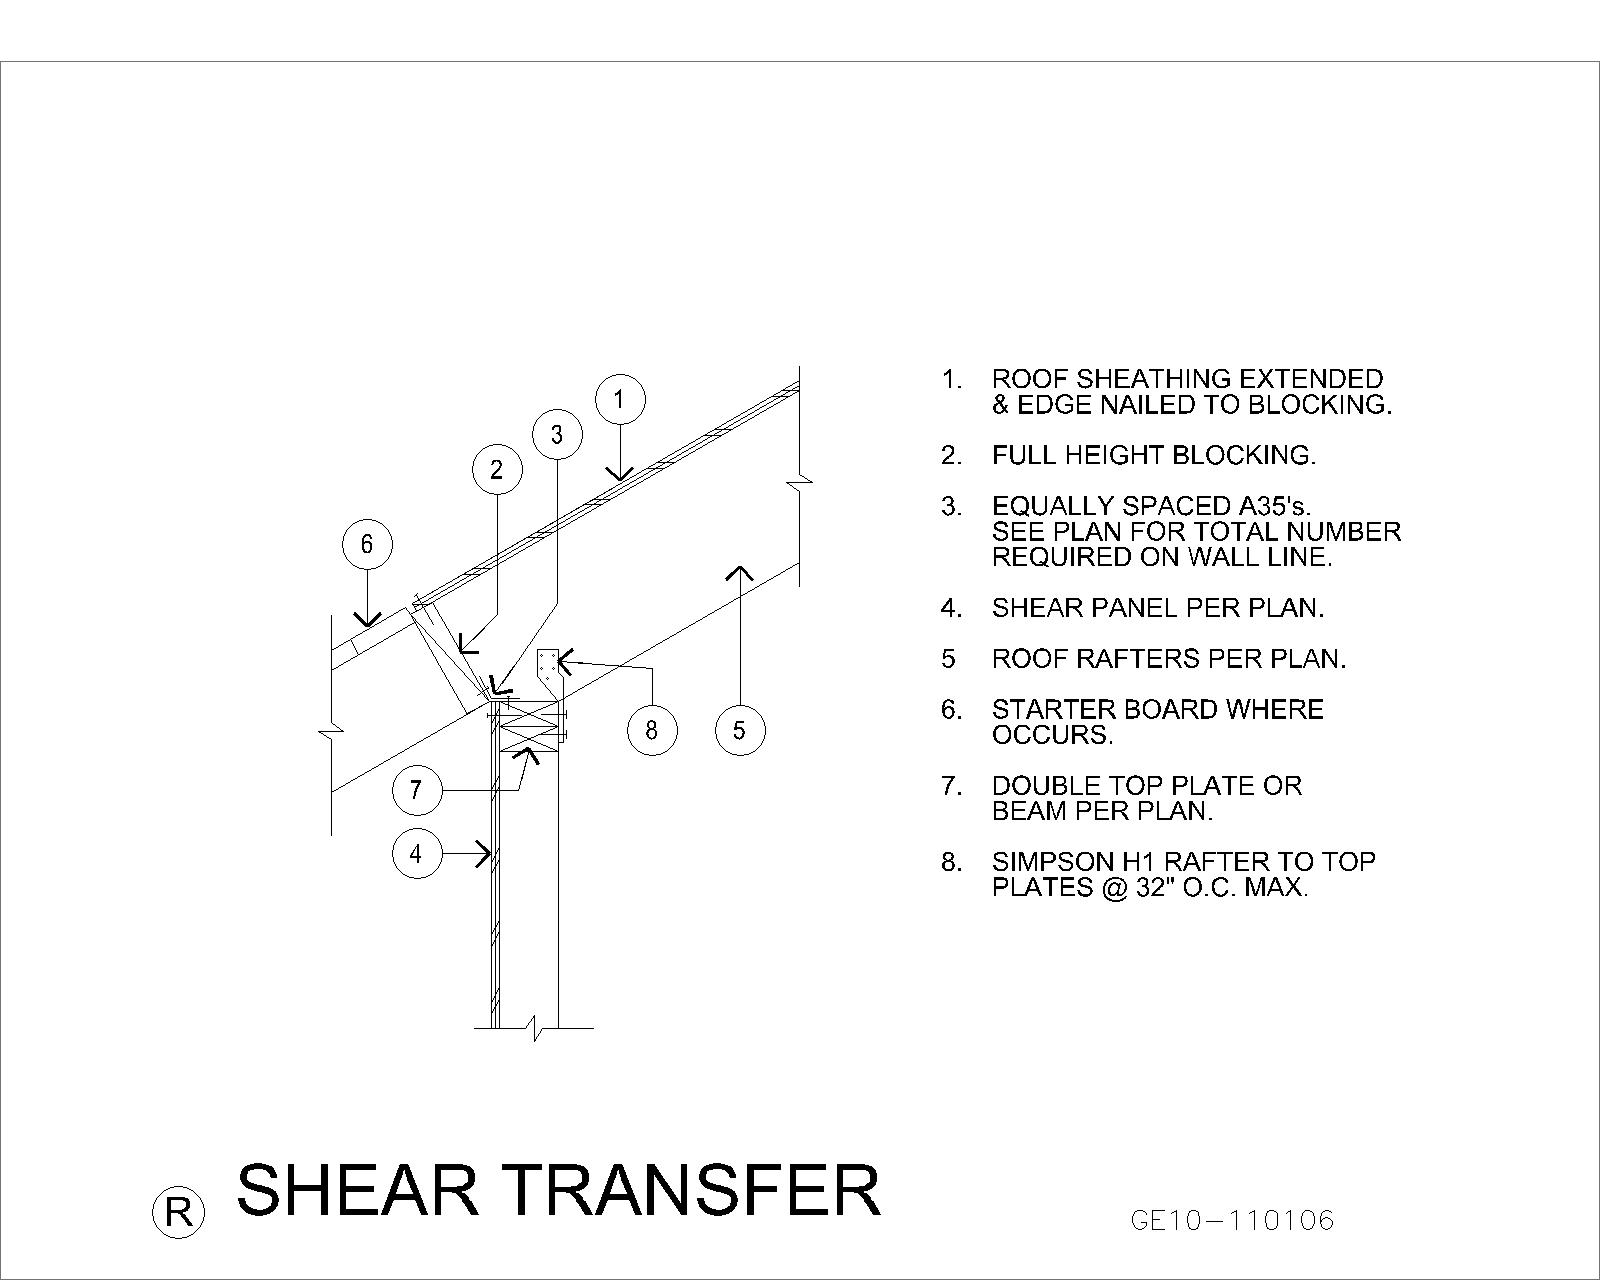 1
3
2
6
8
5
7
4
1. ROOF SHEATHING EXTENDED
& EDGE NAILED TO BLOCKING.
2. FULL HEIGHT BLOCKING.
3. EQUALLY SPACED A35's.
SEE PLAN FOR TOTAL NUMBER
REQUIRED ON WALL LINE.
4. SHEAR PANEL PER PLAN.
5 ROOF RAFTERS PER PLAN.
6. STARTER BOARD WHERE
OCCURS.
7. DOUBLE TOP PLATE OR
BEAM PER PLAN.
8. SIMPSON H1 RAFTER TO TOP
PLATES @ 32" O.C. MAX.
R SHEAR TRANSFER
GE10-110106